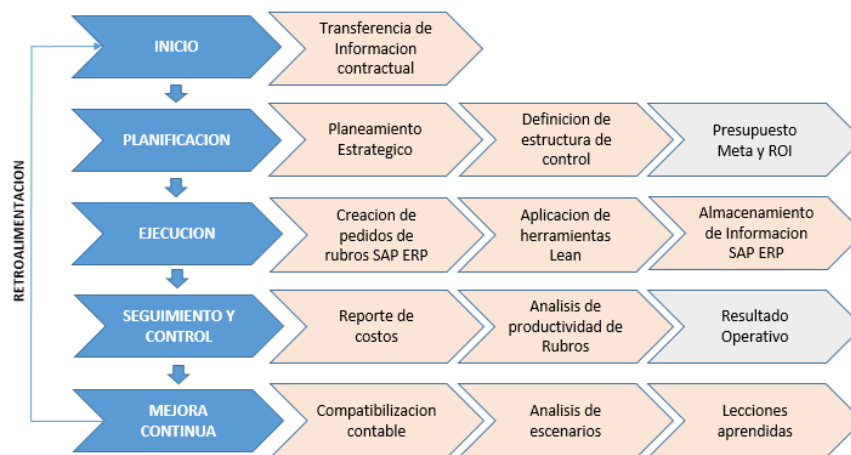 INICIO
Transferencia de
Informacion
contractual
RETROALIMENTACION
PLANIFICACION
Planeamiento
Estrategico
Definicion de
estructura de
control
Presupuesto
Meta y ROI
EJECUCION
Creacion de
pedidos de
rubros SAP ERP
Aplicacion de
herramientas
Lean
Almacenamiento
de Informacion
SAP ERP
SEGUIMIENTO Y
CONTROL
Reporte de
costos
Analisis de
productividad de
Rubros
Resultado
Operativo
MEJORA
CONTINUA
Compatibilizacion
contable
Analisis de
escenarios
Lecciones
aprendidas